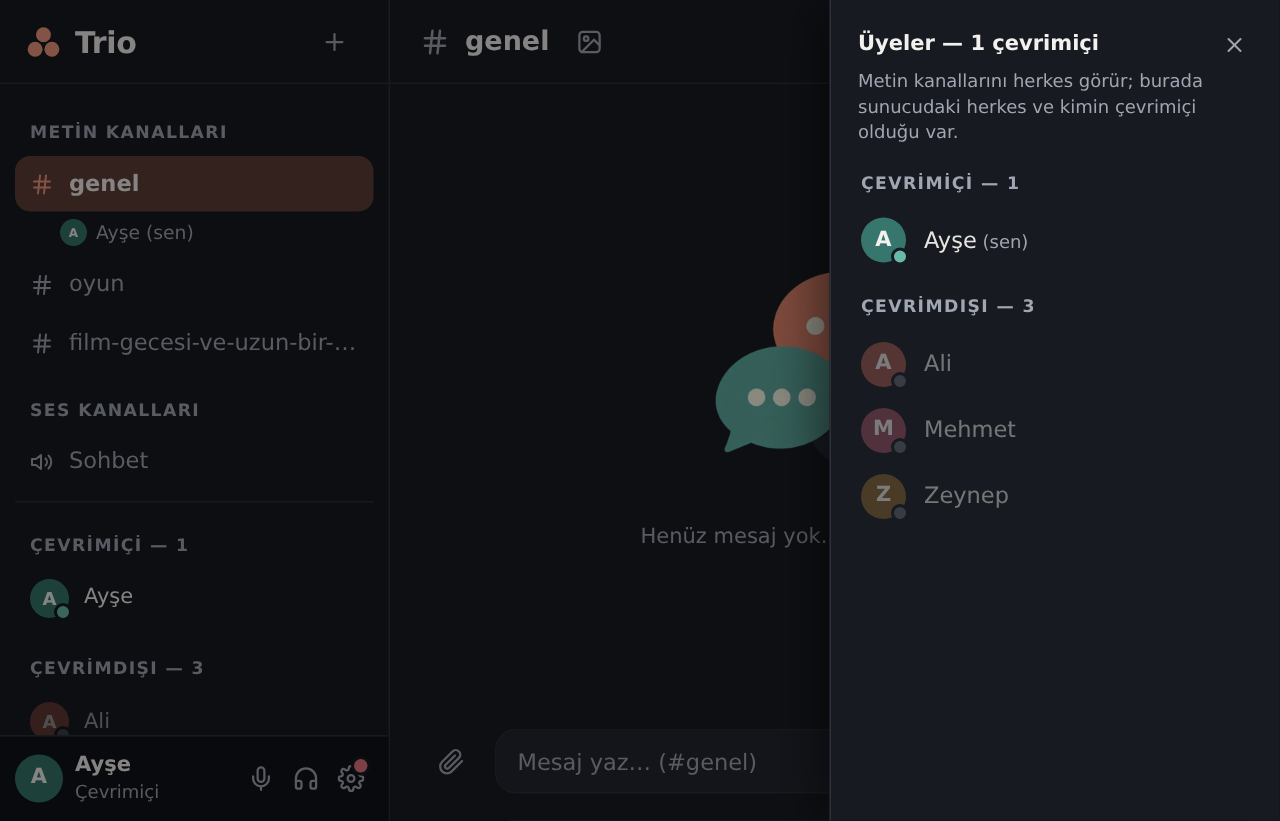 Trio
METİN KANALLARI
genel
A Ayşe (sen)
oyun
film-gecesi-ve-uzun-bir-…
SES KANALLARI
Sohbet
ÇEVRİMİÇİ — 1
A Ayşe
ÇEVRİMDIŞI — 3
A Ali
A Ayşe
Çevrimiçi
# genel
Henüz mesaj yok.
Mesaj yaz… (#genel)
Üyeler — 1 çevrimiçi
Metin kanallarını herkes görür; burada
sunucudaki herkes ve kimin çevrimiçi
olduğu var.
ÇEVRİMİÇİ — 1
A Ayşe (sen)
ÇEVRİMDIŞI — 3
A Ali
M Mehmet
Z Zeynep